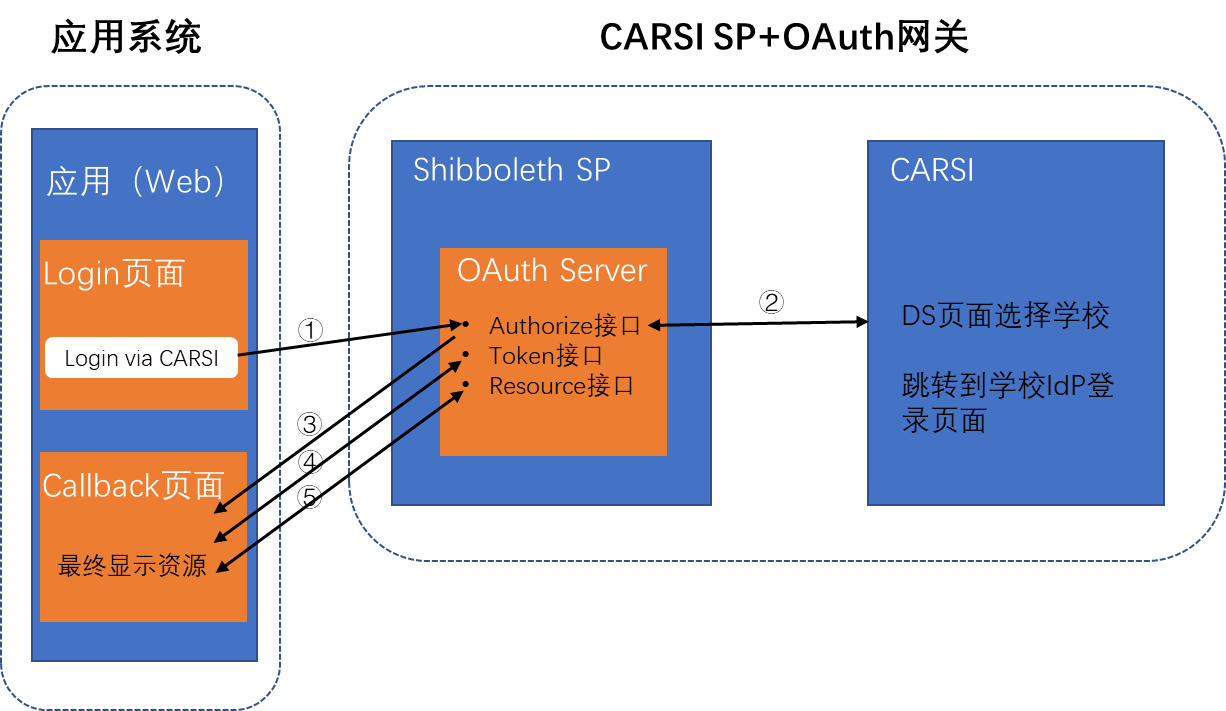 应用系统
CARSI SP+OAuth网关
应用（Web）
Login页面
Login via CARSI
Callback页面
最终显示资源
①
③
④
⑤
Shibboleth SP
OAuth Server
• Authorize接口
• Token接口
• Resource接口
②
CARSI
DS页面选择学校
跳转到学校IdP登
录页面